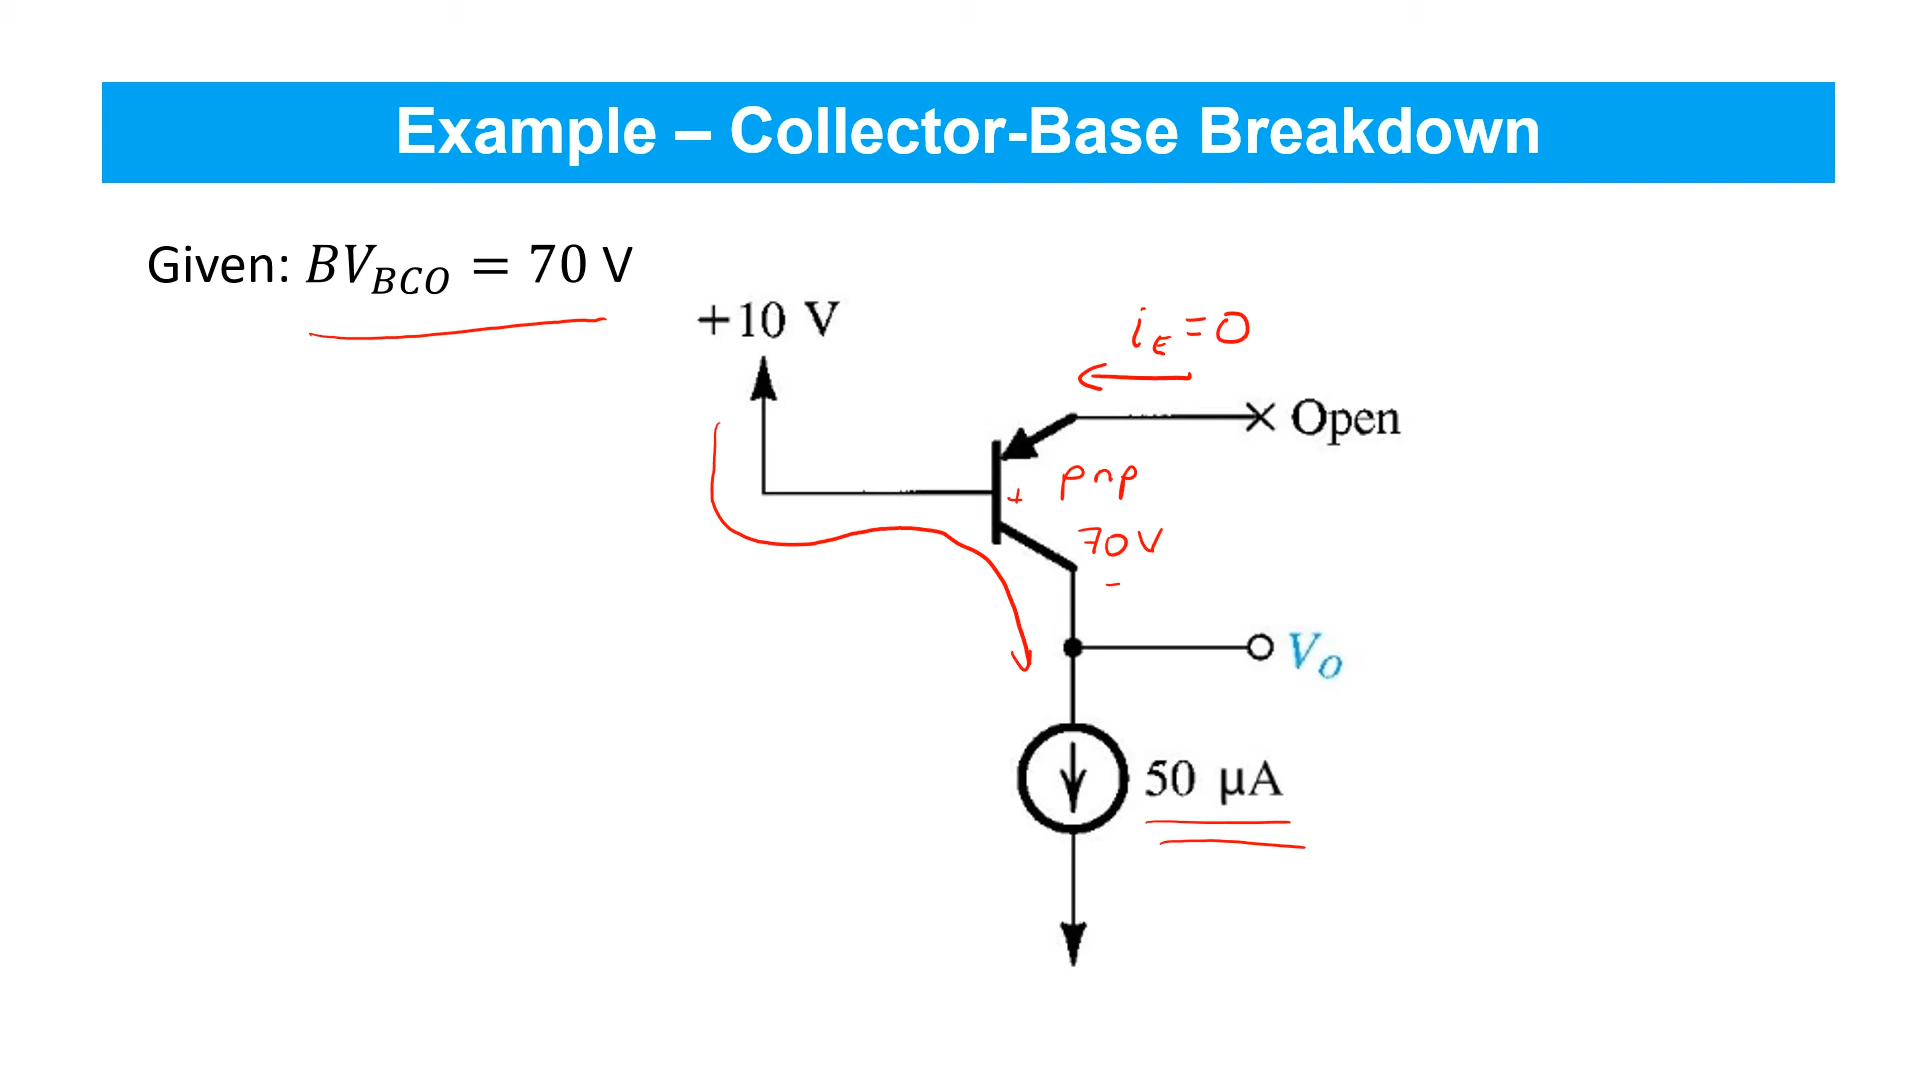 Example – Collector-Base Breakdown
Given: BV_BCO = 70 V
+10 V
i_E = 0
Open
pnp
+
70V
-
V_O
50 μA